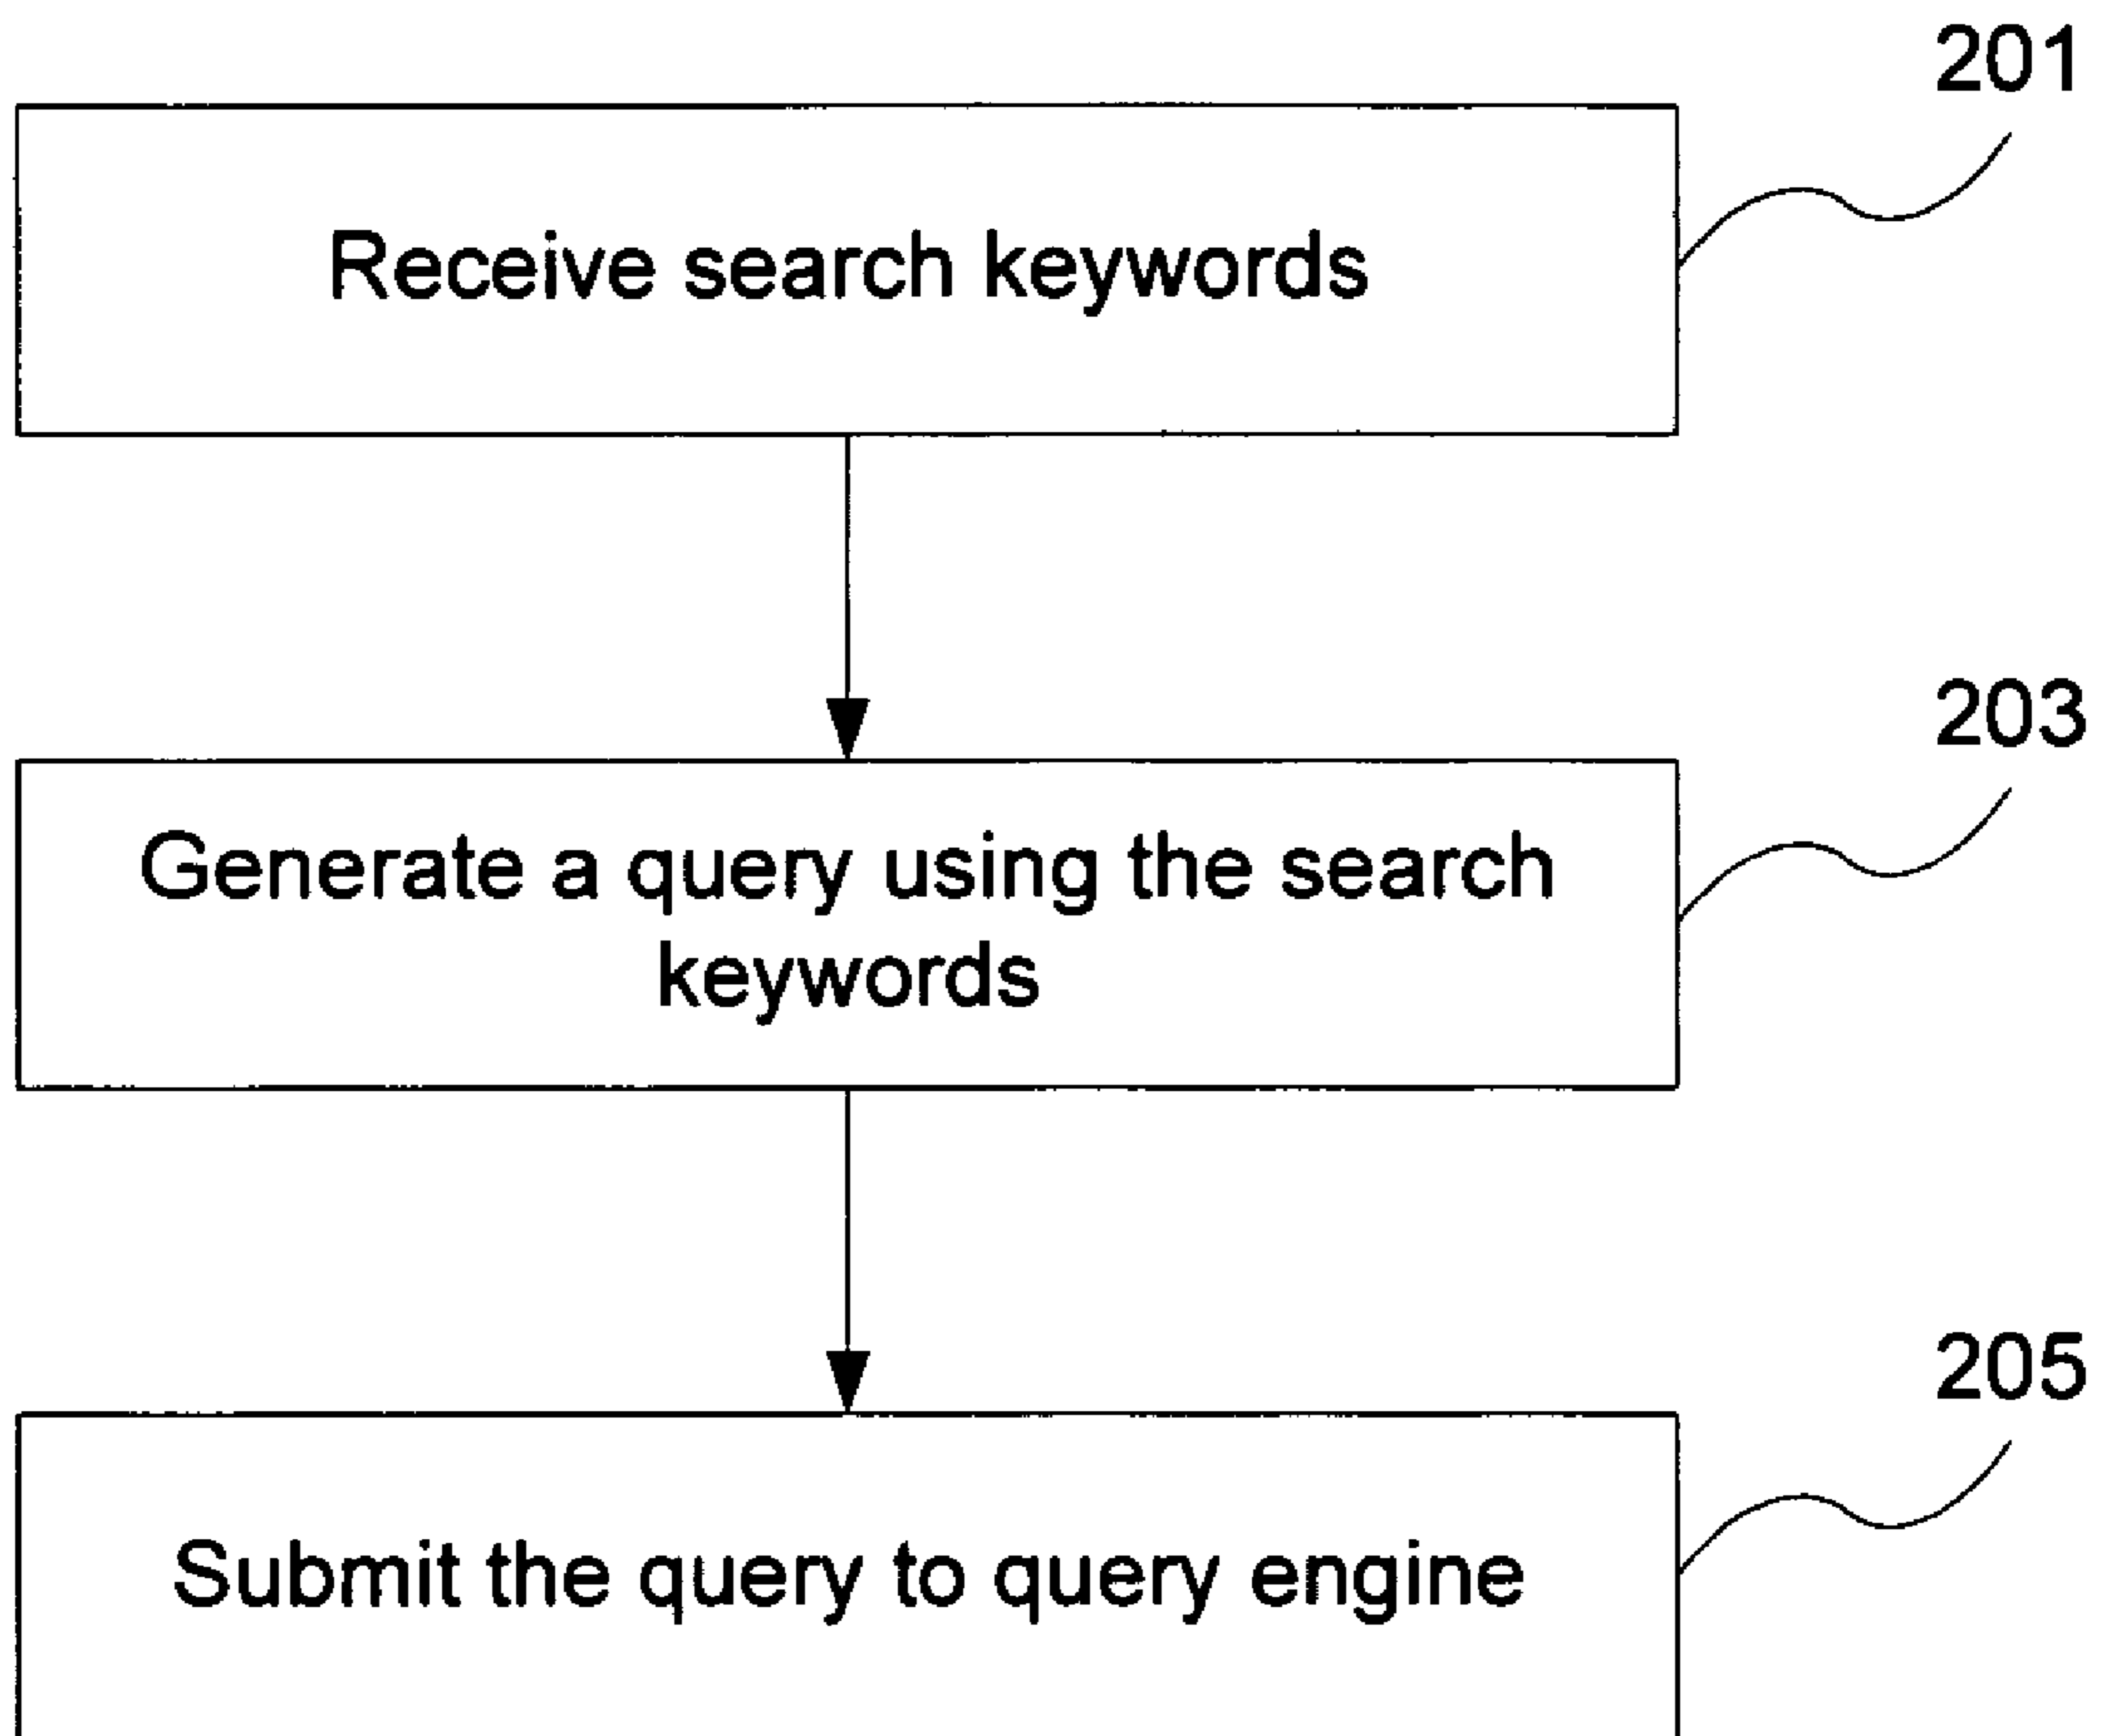 201
Receive search keywords
203
Generate a query using the search
keywords
205
Submit the query to query engine